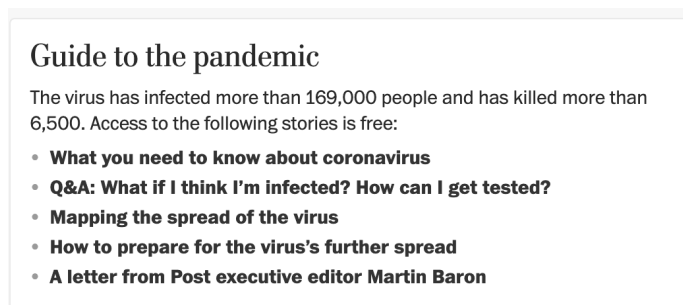 Guide to the pandemic
The virus has infected more than 169,000 people and has killed more than
6,500. Access to the following stories is free:
• What you need to know about coronavirus
• Q&A: What if I think I’m infected? How can I get tested?
• Mapping the spread of the virus
• How to prepare for the virus’s further spread
• A letter from Post executive editor Martin Baron